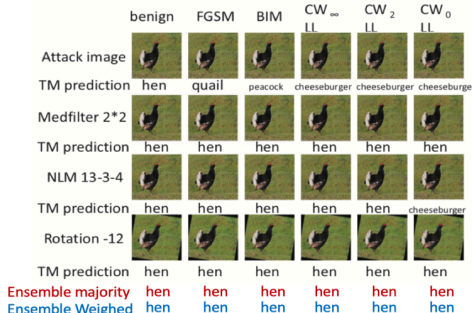 benign FGSM BIM CW ∞ LL CW 2 LL CW 0 LL
Attack image
TM prediction hen quail peacock cheeseburger cheeseburger cheeseburge
Medfilter 2*2
TM prediction hen hen hen hen hen hen
NLM 13-3-4
TM prediction hen hen hen hen hen cheeseburger
Rotation -12
TM prediction hen hen hen hen hen hen
Ensemble majority hen hen hen hen hen hen
Ensemble Weighed hen hen hen hen hen hen